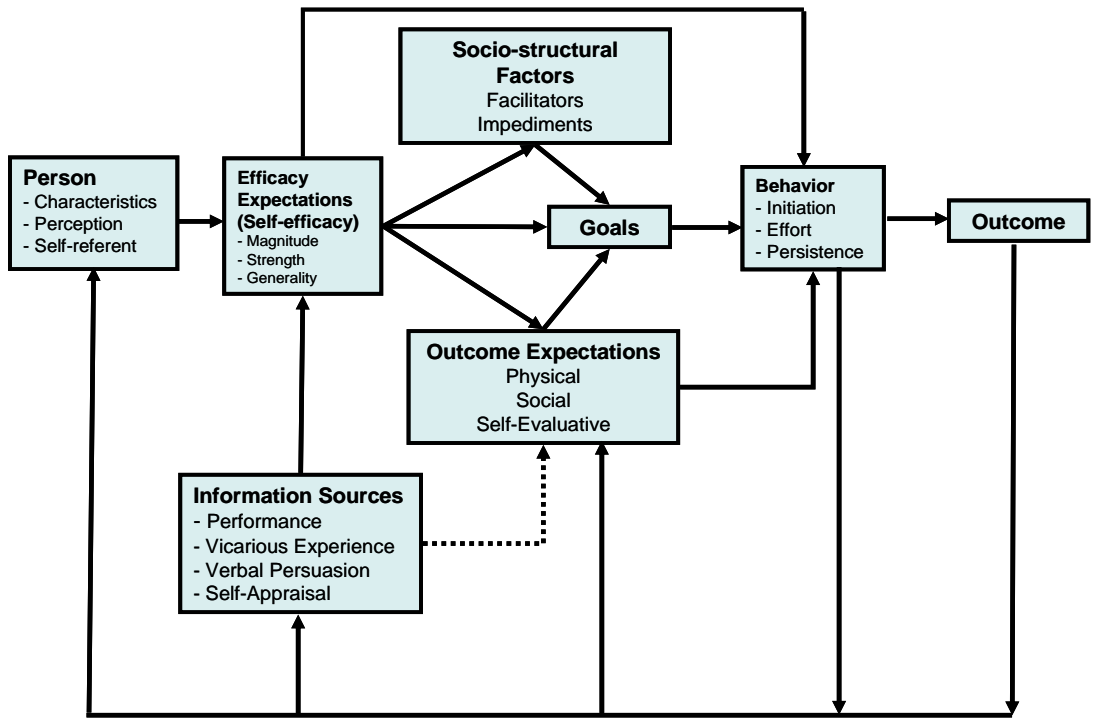 Socio-structural
Factors
Facilitators
Impediments
Person
- Characteristics
- Perception
- Self-referent
Efficacy
Expectations
(Self-efficacy)
- Magnitude
- Strength
- Generality
Goals
Behavior
- Initiation
- Effort
- Persistence
Outcome
Outcome Expectations
Physical
Social
Self-Evaluative
Information Sources
- Performance
- Vicarious Experience
- Verbal Persuasion
- Self-Appraisal